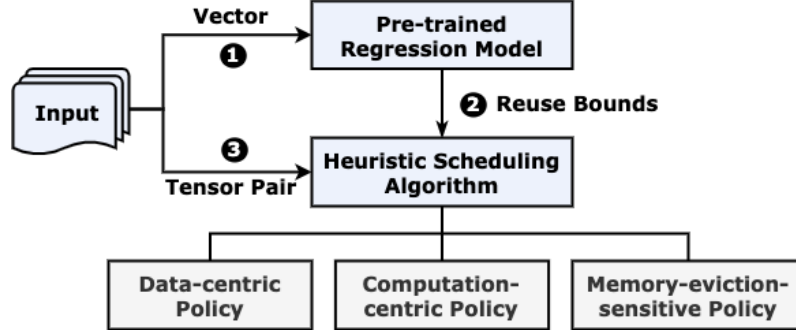 Vector
❶
Pre-trained
Regression Model
Input
❷ Reuse Bounds
❸
Tensor Pair
Heuristic Scheduling
Algorithm
Data-centric
Policy
Computation-
centric Policy
Memory-eviction-
sensitive Policy